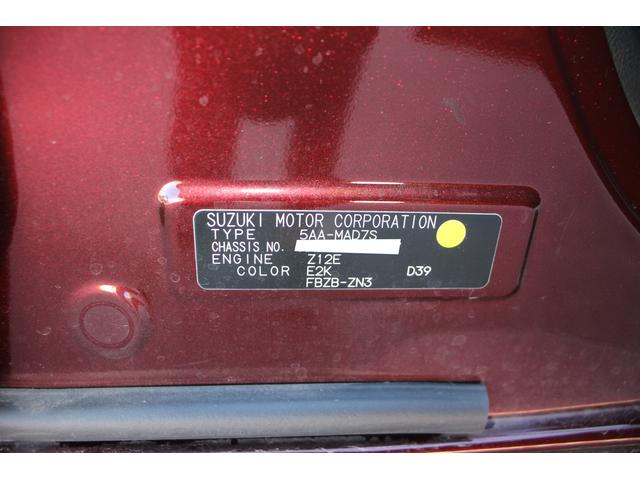 SUZUKI MOTOR CORPORATION
TYPE 5AA-MAD7S
CHASSIS NO.
ENGINE Z12E
COLOR E2K D39
FBZB-ZN3